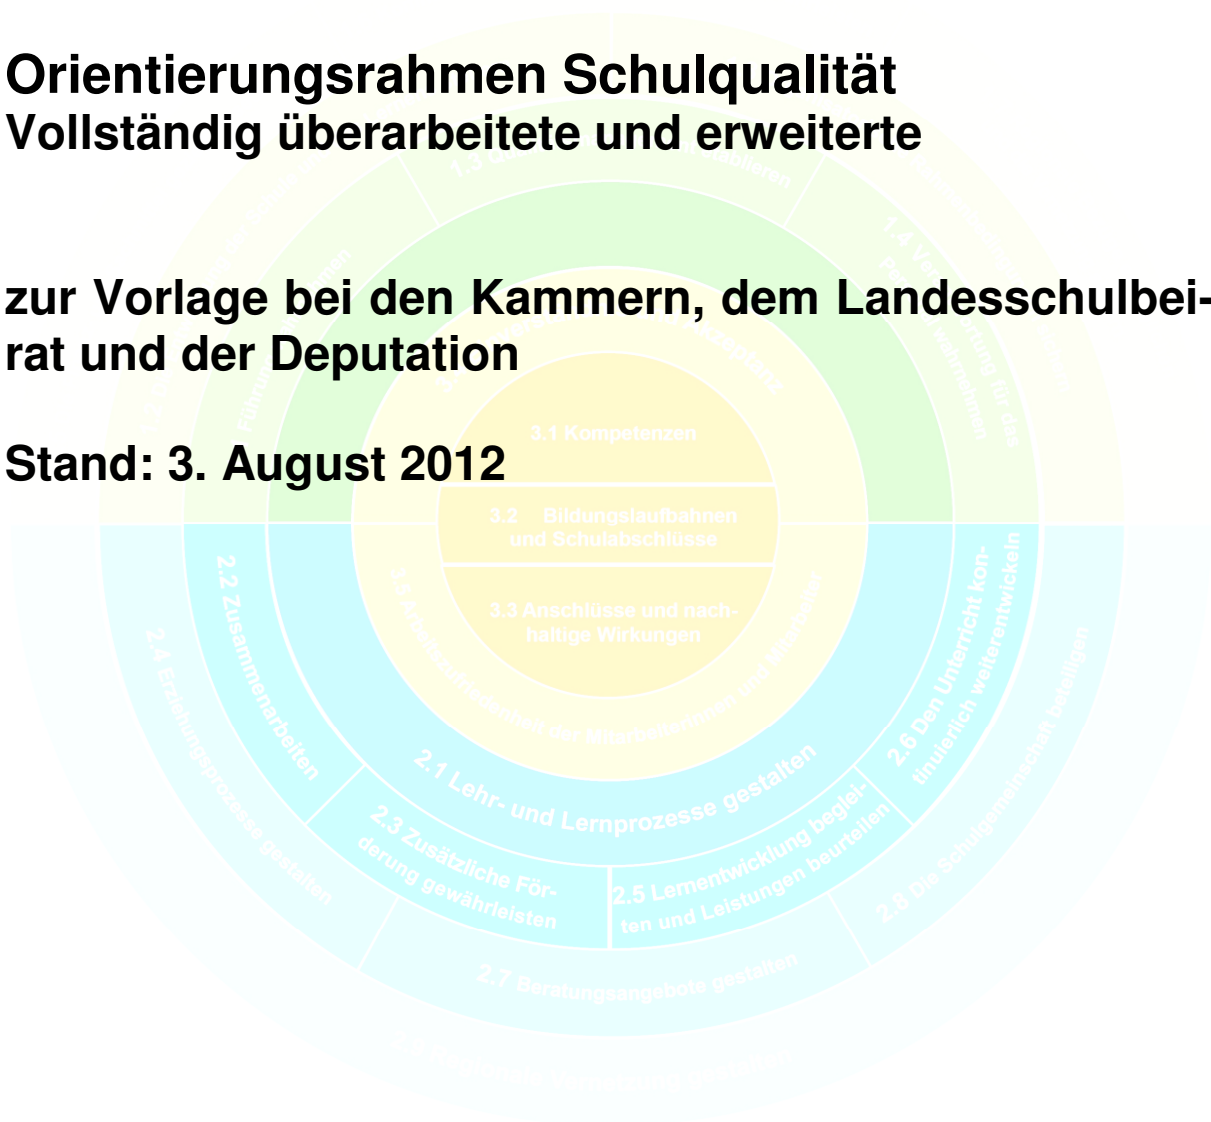 Orientierungsrahmen Schulqualität
Vollständig überarbeitete und erweiterte
zur Vorlage bei den Kammern, dem Landesschulbei-
rat und der Deputation
Stand: 3. August 2012
3.1 Kompetenzen
3.2 Bildungslaufbahnen
und Schulabschlüsse
3.3 Anschlüsse und nach-
haltige Wirkungen
1.4
das
wahrnehmen
2.1 Lehr- und Lernprozesse gestalten
2.2 Zusammenarbeiten
2.3 Zusätzliche För-
derung gewährleisten
2.4 Erziehungsprozesse gestalten
2.5 Lernentwicklung beglei-
ten und Leistungen beurteilen
2.6 Den Unterricht kon-
tinuierlich weiterentwickeln
2.7 Beratungsangebote gestalten
2.8 Die Schulgemeinschaft beteiligen